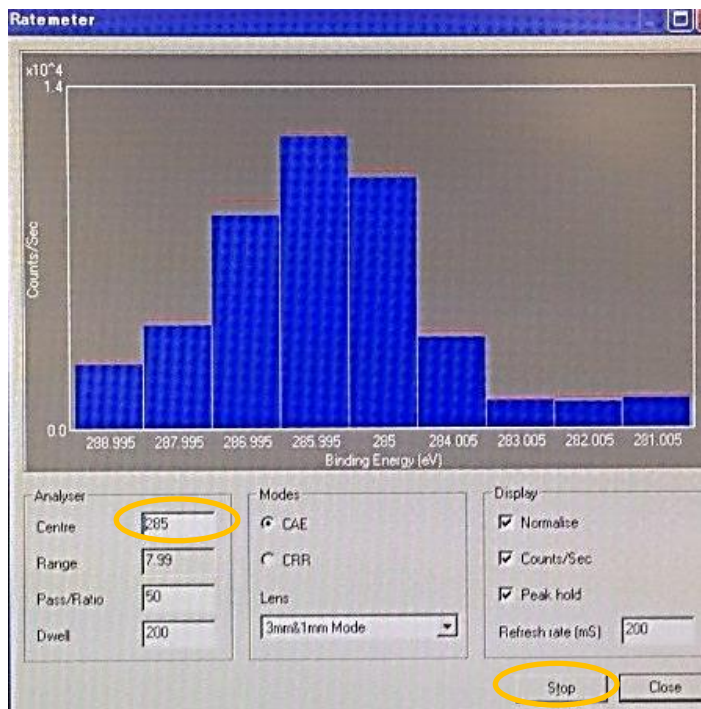 Ratemeter
x10^4
1.4
Counts/Sec
0.0
288.995 287.995 286.995 285.995 285 284.005 283.005 282.005 281.005
Binding Energy (eV)
Analyser
Centre 285
Range 7.99
Pass/Ratio 50
Dwell 200
Modes
CAE
CRR
Lens
3mm&1mm Mode
Display
Normalise
Counts/Sec
Peak hold
Refresh rate (mS) 200
Stop Close